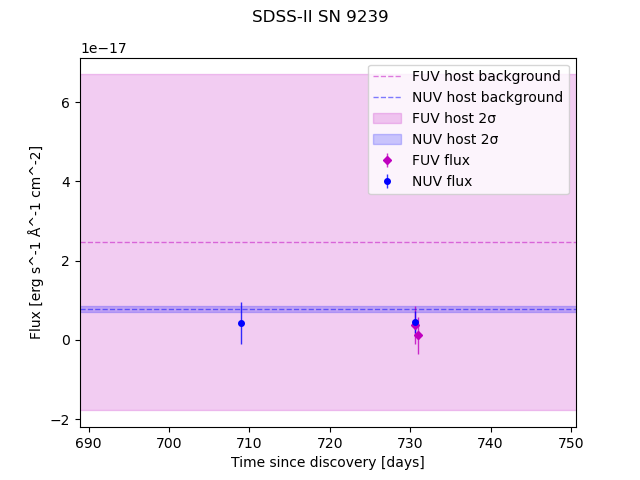 SDSS-II SN 9239
1e−17
FUV host background
NUV host background
FUV host 2σ
NUV host 2σ
FUV flux
NUV flux
6
4
2
0
−2
Flux [erg s^-1 Å^-1 cm^-2]
690 700 710 720 730 740 750
Time since discovery [days]